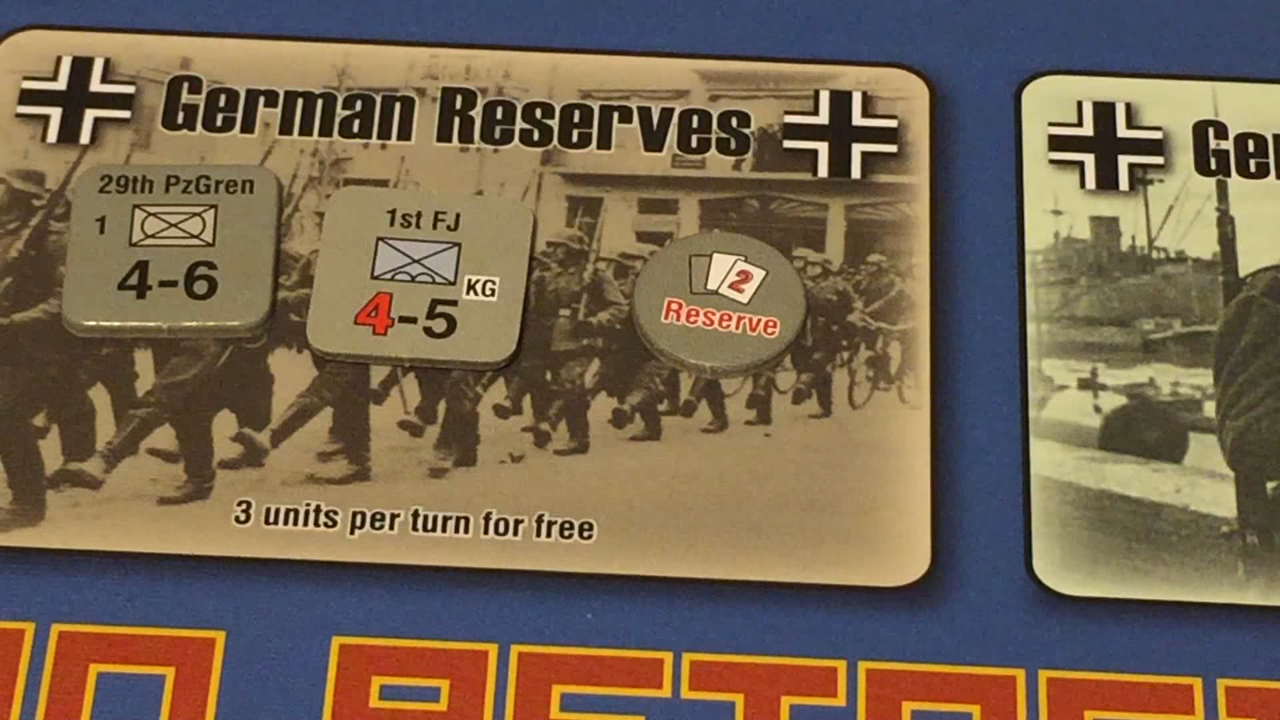 German Reserves
29th PzGren
1
4-6
1st FJ
KG
4-5
2
Reserve
3 units per turn for free